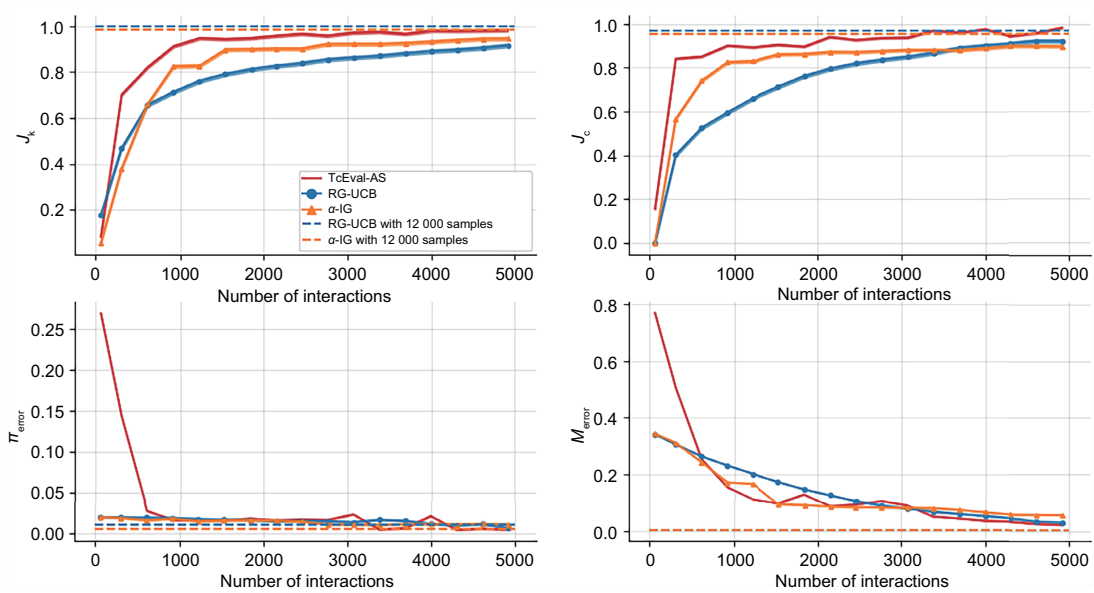 1.0
0.8
0.6
0.4
0.2
J_k
0 1000 2000 3000 4000 5000
Number of interactions
TcEval-AS
RG-UCB
α-IG
RG-UCB with 12 000 samples
α-IG with 12 000 samples
1.0
0.8
0.6
0.4
0.2
0.0
J_c
0 1000 2000 3000 4000 5000
Number of interactions
0.25
0.20
0.15
0.10
0.05
0.00
π_error
0 1000 2000 3000 4000 5000
Number of interactions
0.8
0.6
0.4
0.2
0.0
M_error
0 1000 2000 3000 4000 5000
Number of interactions